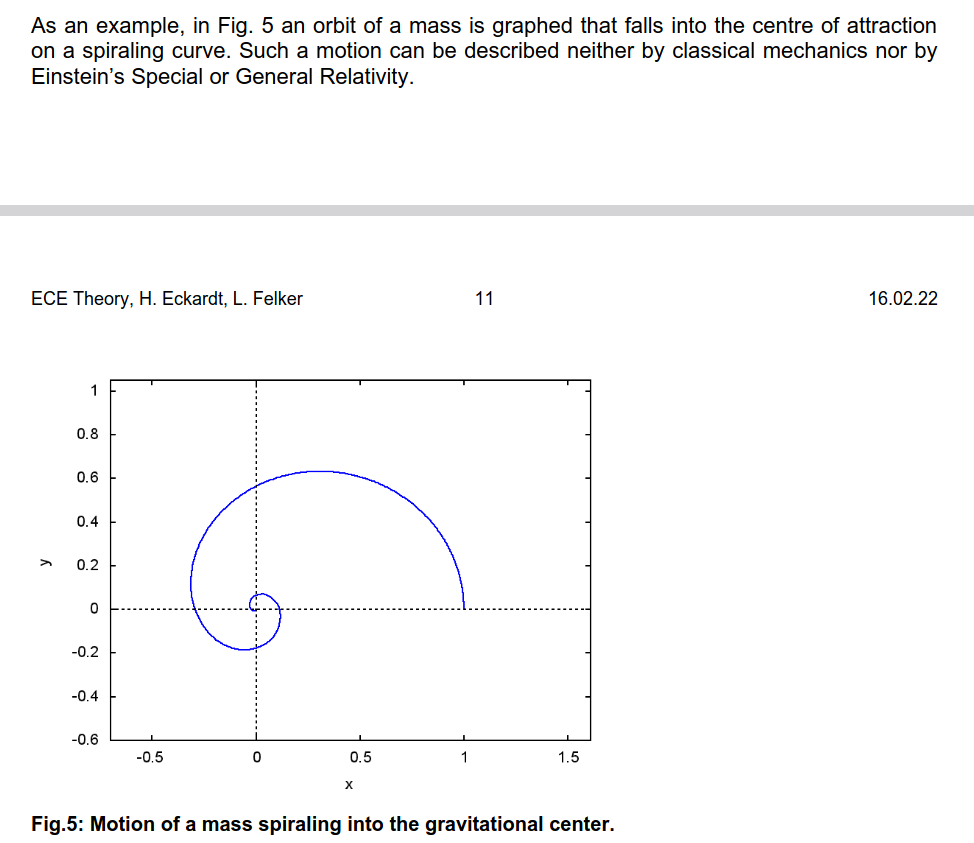 As an example, in Fig. 5 an orbit of a mass is graphed that falls into the centre of attraction
on a spiraling curve. Such a motion can be described neither by classical mechanics nor by
Einstein’s Special or General Relativity.
ECE Theory, H. Eckardt, L. Felker 11 16.02.22
1
0.8
0.6
0.4
y
0.2
0
-0.2
-0.4
-0.6
-0.5 0 0.5 1 1.5
x
Fig.5: Motion of a mass spiraling into the gravitational center.